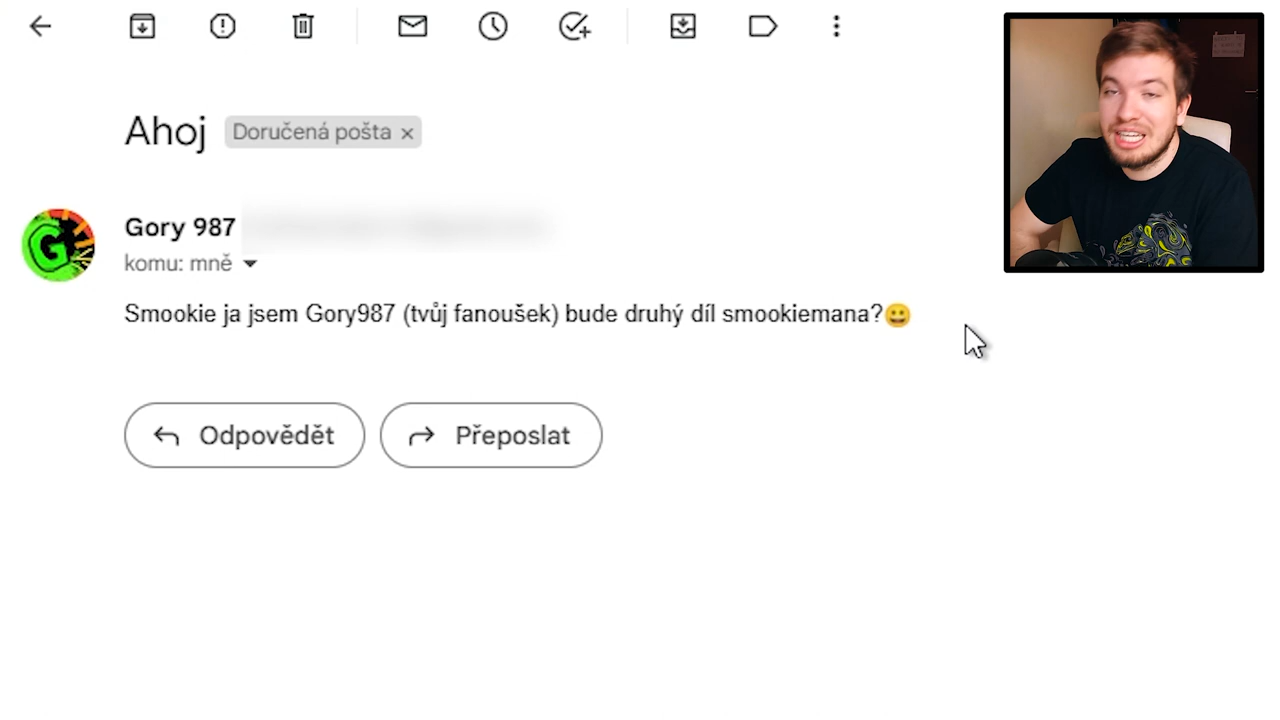 Ahoj
Doručená pošta ×
Gory 987
komu: mně
Smookie ja jsem Gory987 (tvůj fanoušek) bude druhý díl smookiemana?😀
Odpovědět
Přeposlat